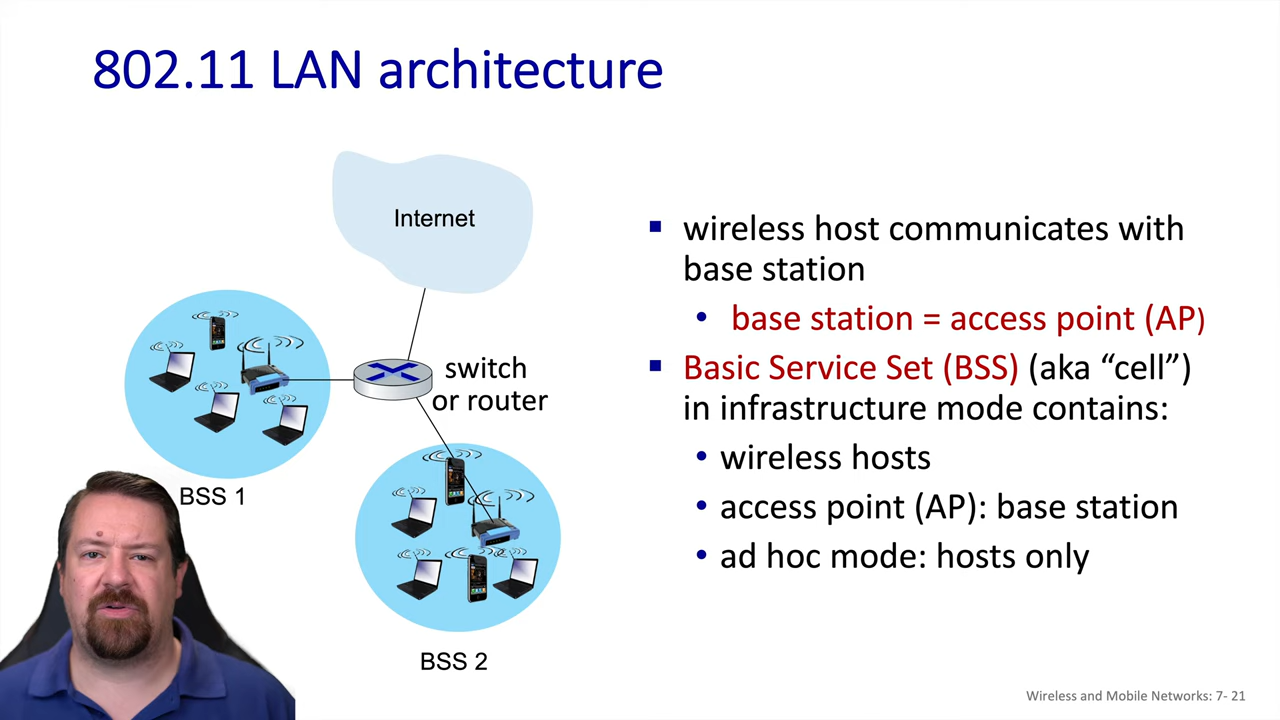 802.11 LAN architecture
Internet
switch
or router
BSS 1
BSS 2
▪ wireless host communicates with
base station
• base station = access point (AP)
▪ Basic Service Set (BSS) (aka “cell”)
in infrastructure mode contains:
• wireless hosts
• access point (AP): base station
• ad hoc mode: hosts only
Wireless and Mobile Networks: 7- 21